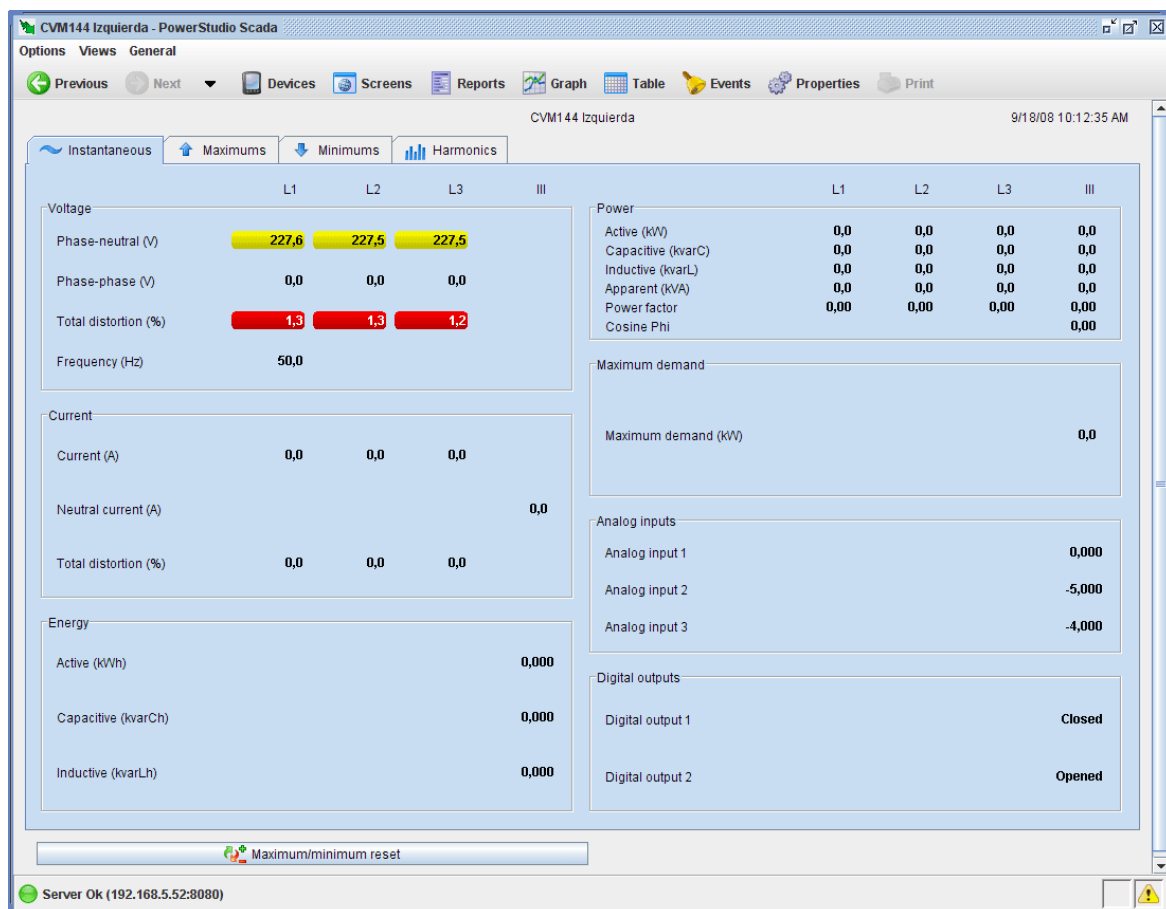 CVM144 Izquierda - PowerStudio Scada
Options Views General
Previous Next Devices Screens Reports Graph Table Events Properties Print
CVM144 Izquierda 9/18/08 10:12:35 AM
Instantaneous Maximums Minimums Harmonics
L1 L2 L3 III
Voltage
Phase-neutral (V) 227,6 227,5 227,5
Phase-phase (V) 0,0 0,0 0,0
Total distortion (%) 1,3 1,3 1,2
Frequency (Hz) 50,0
Current
Current (A) 0,0 0,0 0,0
Neutral current (A) 0,0
Total distortion (%) 0,0 0,0 0,0
Energy
Active (kWh) 0,000
Capacitive (kvarCh) 0,000
Inductive (kvarLh) 0,000
L1 L2 L3 III
Power
Active (kW) 0,0 0,0 0,0 0,0
Capacitive (kvarC) 0,0 0,0 0,0 0,0
Inductive (kvarL) 0,0 0,0 0,0 0,0
Apparent (kVA) 0,0 0,0 0,0 0,0
Power factor 0,00 0,00 0,00 0,00
Cosine Phi 0,00
Maximum demand
Maximum demand (kW) 0,0
Analog inputs
Analog input 1 0,000
Analog input 2 -5,000
Analog input 3 -4,000
Digital outputs
Digital output 1 Closed
Digital output 2 Opened
Maximum/minimum reset
Server Ok (192.168.5.52:8080)